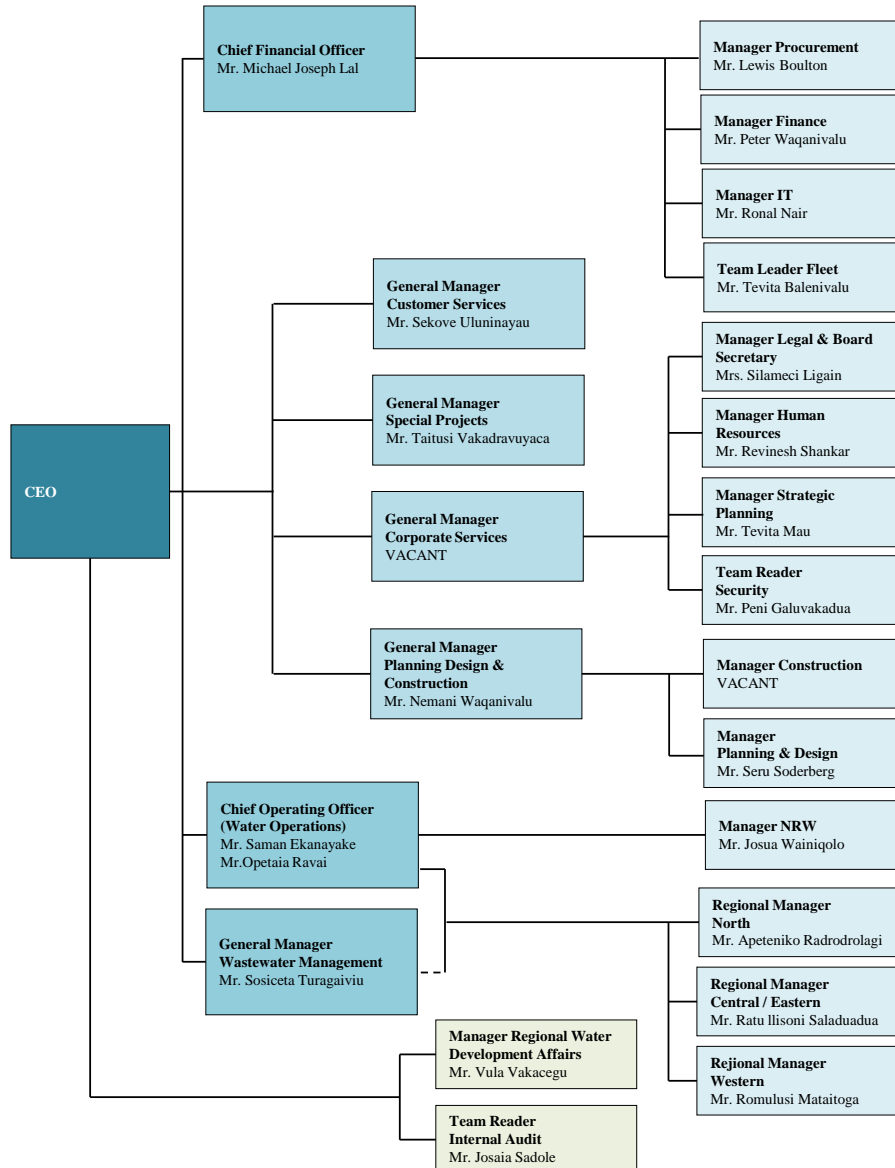 Chief Financial Officer
Mr. Michael Joseph Lal
Manager Procurement
Mr. Lewis Boulton
Manager Finance
Mr. Peter Waqanivalu
Manager IT
Mr. Ronal Nair
Team Leader Fleet
Mr. Tevita Balenivalu
General Manager
Customer Services
Mr. Sekove Uluninayau
General Manager
Special Projects
Mr. Taitusi Vakadravuyaca
CEO
General Manager
Corporate Services
VACANT
Manager Legal & Board
Secretary
Mrs. Silameci Ligain
Manager Human
Resources
Mr. Revinesh Shankar
Manager Strategic
Planning
Mr. Tevita Mau
Team Reader
Security
Mr. Peni Galuvakadua
General Manager
Planning Design &
Construction
Mr. Nemani Waqanivalu
Manager Construction
VACANT
Manager
Planning & Design
Mr. Seru Soderberg
Chief Operating Officer
(Water Operations)
Mr. Saman Ekanayake
Mr.Opetaia Ravai
Manager NRW
Mr. Josua Wainiqolo
General Manager
Wastewater Management
Mr. Sosiceta Turagaiviu
Regional Manager
North
Mr. Apeteniko Radrodrolagi
Regional Manager
Central / Eastern
Mr. Ratu llisoni Saladuadua
Rejional Manager
Western
Mr. Romulusi Mataitoga
Manager Regional Water
Development Affairs
Mr. Vula Vakacegu
Team Reader
Internal Audit
Mr. Josaia Sadole